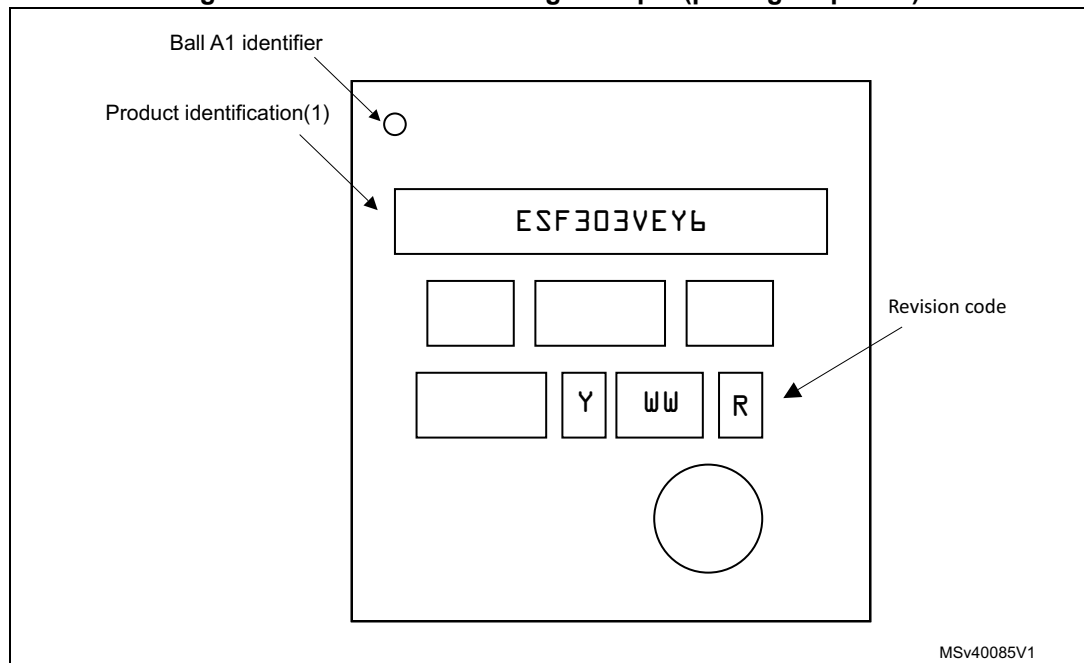 Ball A1 identifier
Product identification(1)
ESF303VEY6
Revision code
Y WW R
MSv40085V1